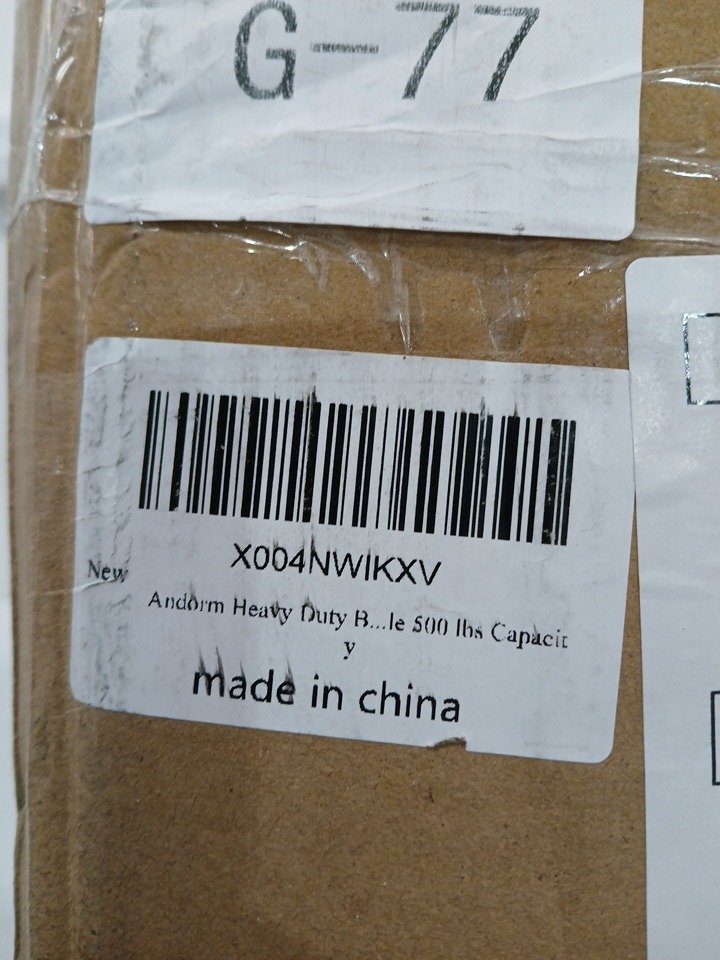 G-77
X004NWIKXV
New
Andorm Heavy Duty B...le 500 lbs Capacit
y
made in china